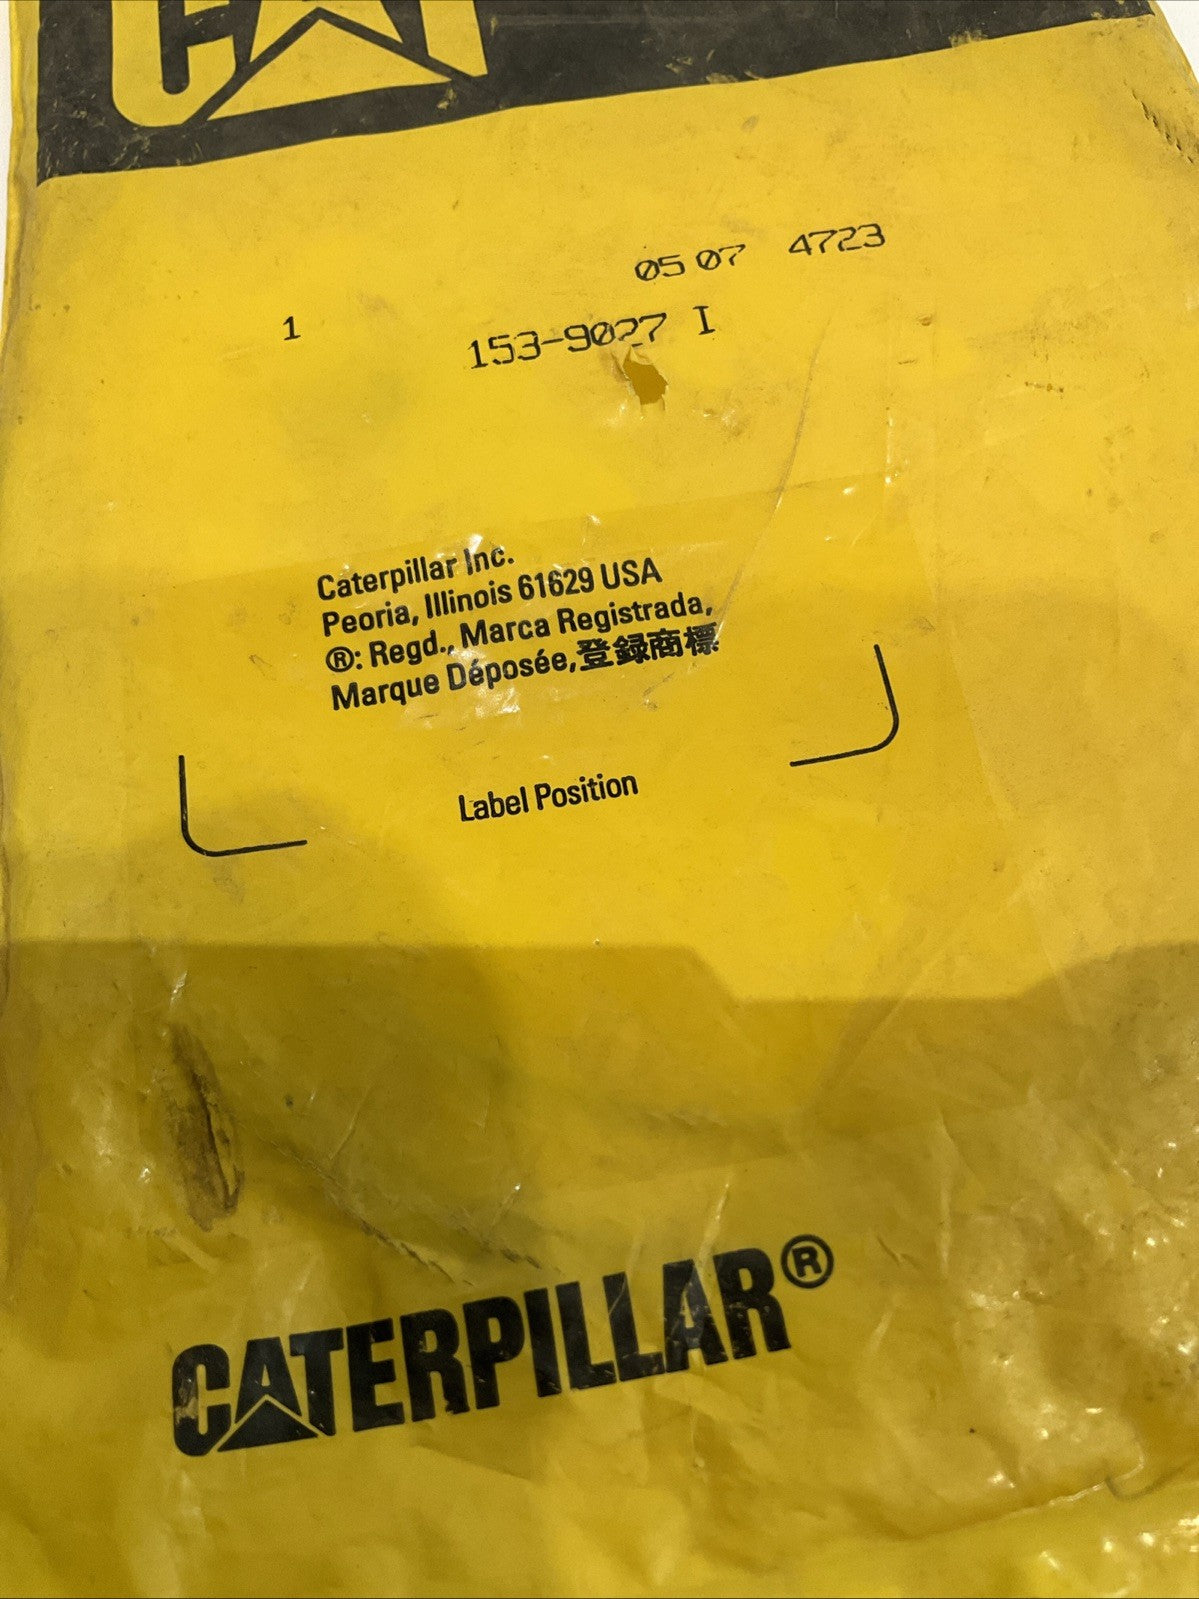 CAT
05 07 4723
1 153-9027 I
Caterpillar Inc.
Peoria, Illinois 61629 USA
®: Regd., Marca Registrada,
Marque Déposée, 登録商標
Label Position
CATERPILLAR®